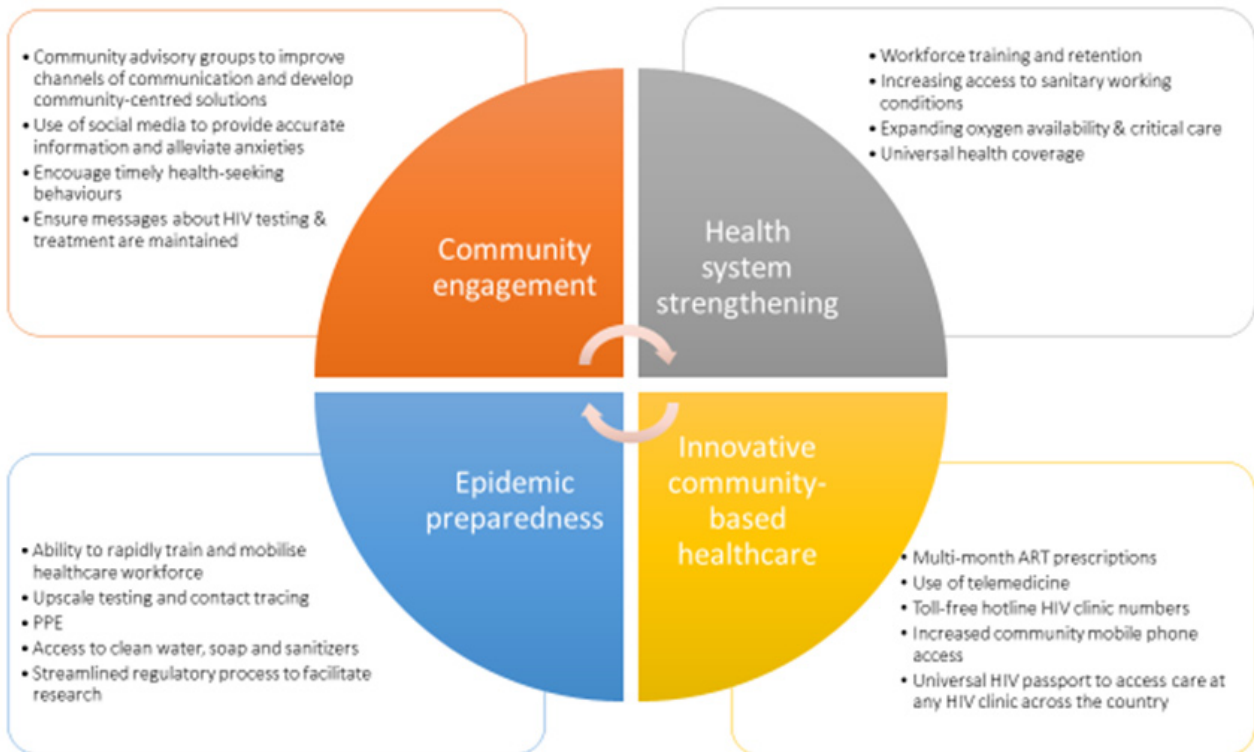 • Community advisory groups to improve
channels of communication and develop
community-centred solutions
• Use of social media to provide accurate
information and alleviate anxieties
• Encouage timely health-seeking
behaviours
• Ensure messages about HIV testing &
treatment are maintained
• Workforce training and retention
• Increasing access to sanitary working
conditions
• Expanding oxygen availability & critical care
• Universal health coverage
Community
engagement
Health
system
strengthening
Epidemic
preparedness
Innovative
community-
based
healthcare
• Ability to rapidly train and mobilise
healthcare workforce
• Upscale testing and contact tracing
• PPE
• Access to clean water, soap and sanitizers
• Streamlined regulatory process to facilitate
research
• Multi-month ART prescriptions
• Use of telemedicine
• Toll-free hotline HIV clinic numbers
• Increased community mobile phone
access
• Universal HIV passport to access care at
any HIV clinic across the country